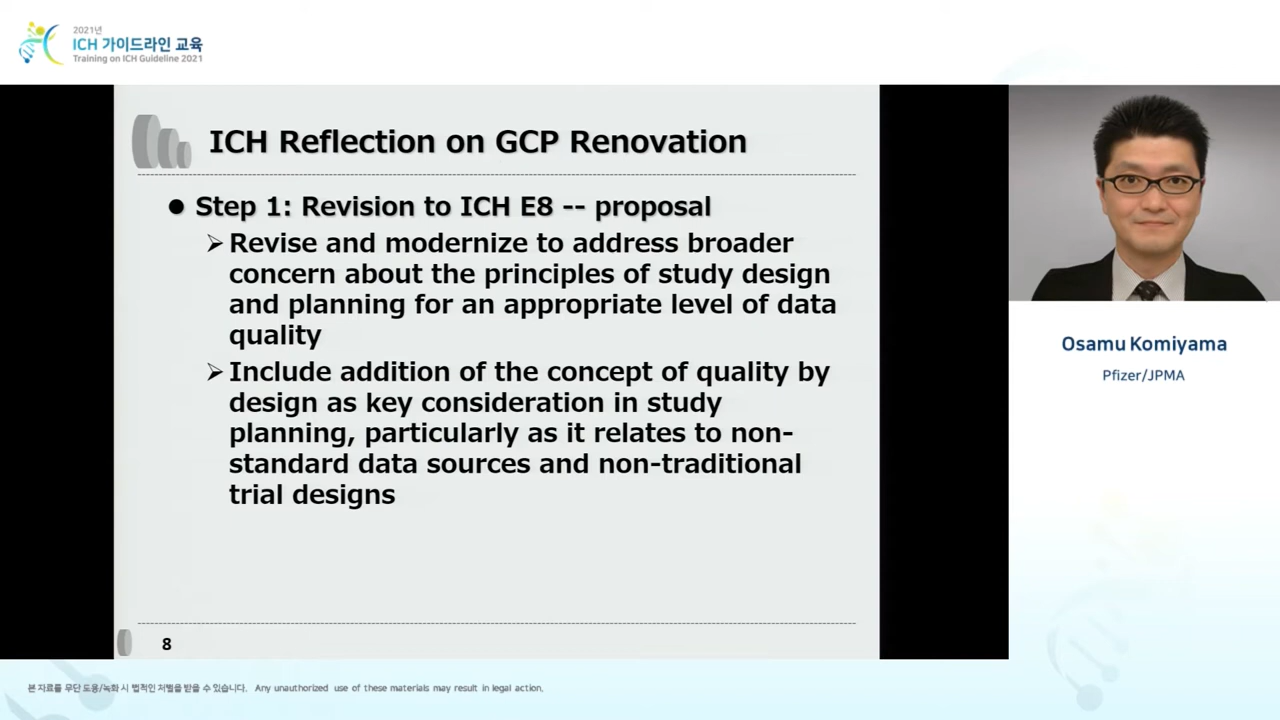 2021년
ICH 가이드라인 교육
Training on ICH Guideline 2021
ICH Reflection on GCP Renovation
● Step 1: Revision to ICH E8 -- proposal
➢ Revise and modernize to address broader
concern about the principles of study design
and planning for an appropriate level of data
quality
➢ Include addition of the concept of quality by
design as key consideration in study
planning, particularly as it relates to non-
standard data sources and non-traditional
trial designs
8
Osamu Komiyama
Pfizer/JPMA
본 자료를 무단 도용/녹화 시 법적인 처벌을 받을 수 있습니다. Any unauthorized use of these materials may result in legal action.